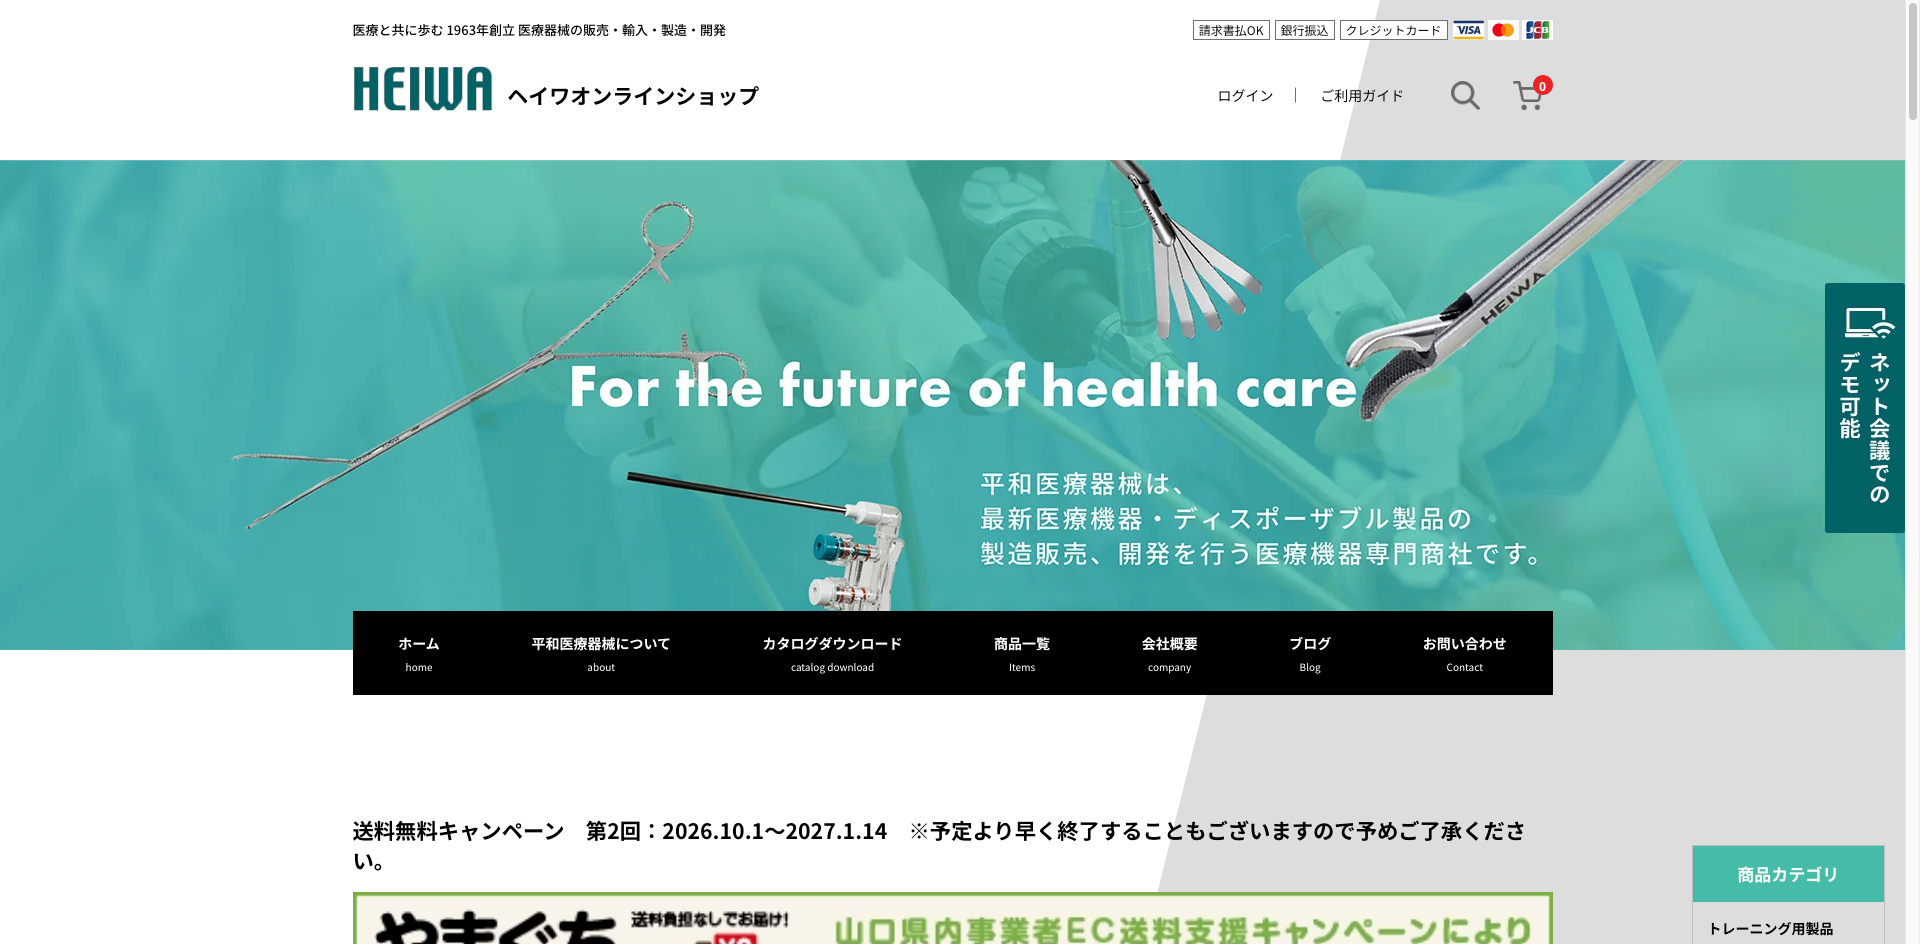 医療と共に歩む 1963年創立 医療器械の販売・輸入・製造・開発
請求書払OK 銀行振込 クレジットカード VISA JCB
HEIWA ヘイワオンラインショップ
ログイン ご利用ガイド 0
HEIWA
HEIWA
For the future of health care
平和医療器械は、
最新医療機器・ディスポーザブル製品の
製造販売、開発を行う医療機器専門商社です。
ネット会議での
デモ可能
ホーム 平和医療器械について カタログダウンロード 商品一覧 会社概要 ブログ お問い合わせ
home about catalog download Items company Blog Contact
送料無料キャンペーン　第2回：2026.10.1～2027.1.14　※予定より早く終了することもございますので予めご了承くださ
い。
商品カテゴリ
トレーニング用製品
やまぐち 送料負担なしでお届け! 山口県内事業者EC送料支援キャンペーンにより
¥0